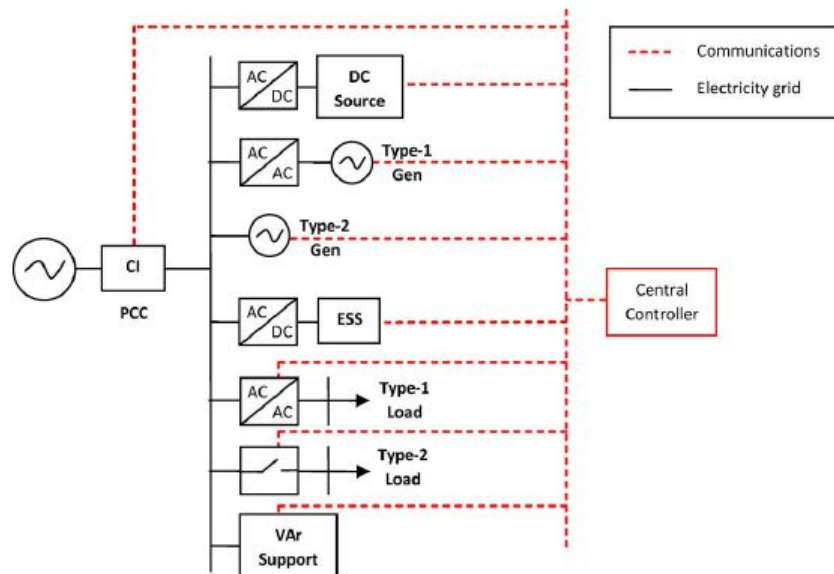 Communications
Electricity grid
AC
DC
DC
Source
AC
AC
Type-1
Gen
Type-2
Gen
CI
PCC
AC
DC
ESS
Central
Controller
AC
AC
Type-1
Load
Type-2
Load
VAr
Support